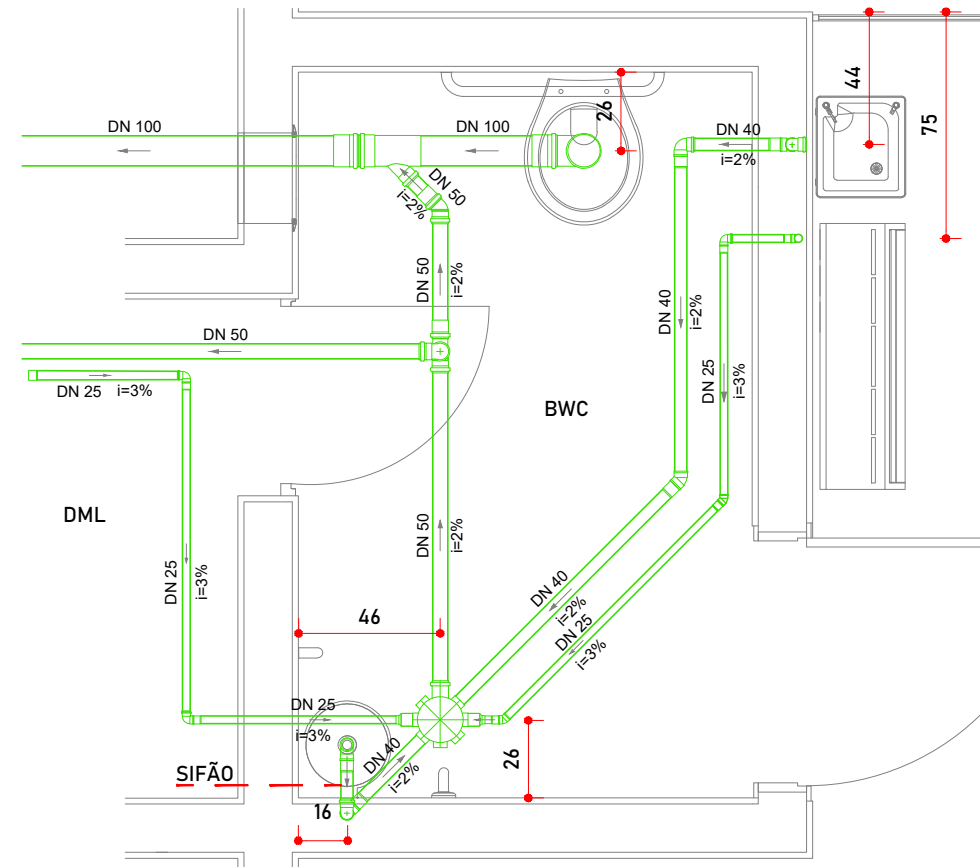 44
75
26
DN 100
DN 100
DN 40
i=2%
DN 50
i=2%
DN 50
i=2%
DN 40
i=2%
DN 50
DN 25
i=3%
DN 25 i=3%
BWC
DML
DN 50
i=2%
DN 25
i=3%
DN 40
i=2%
DN 25
i=3%
46
DN 25
i=3%
DN 40
i=2%
26
SIFÃO
16